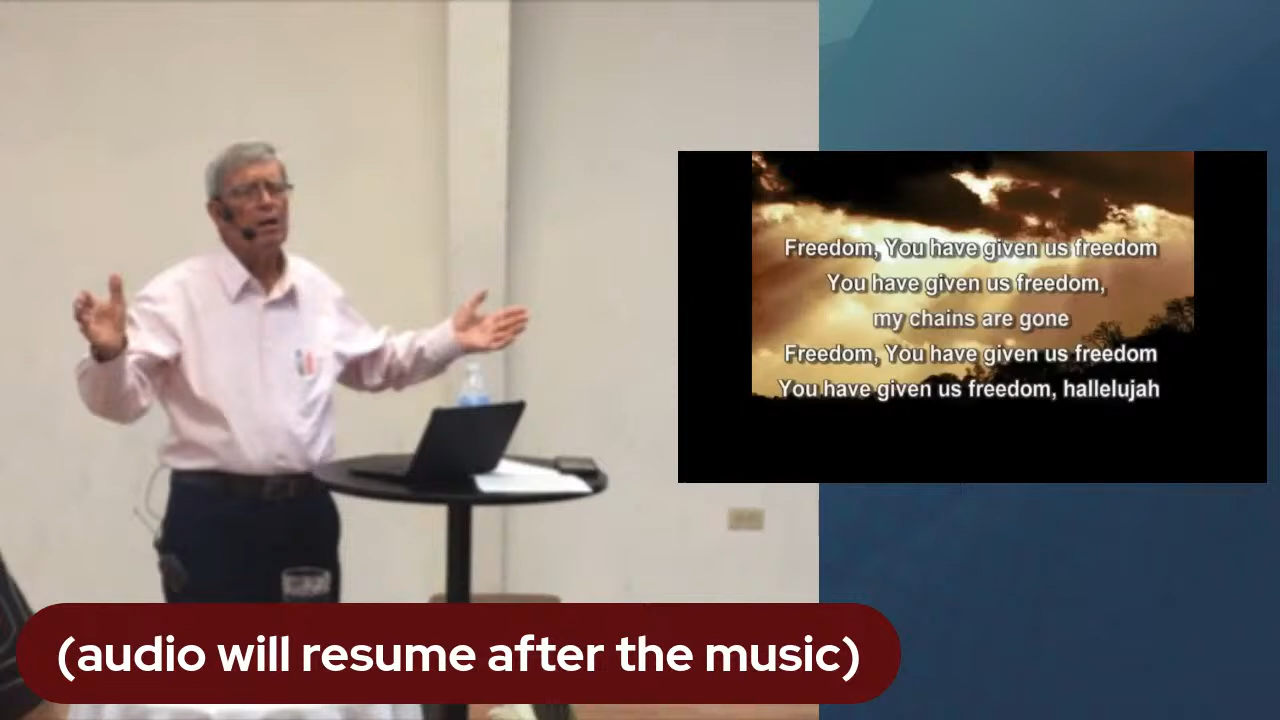 Freedom, You have given us freedom
You have given us freedom,
my chains are gone
Freedom, You have given us freedom
You have given us freedom, hallelujah
(audio will resume after the music)